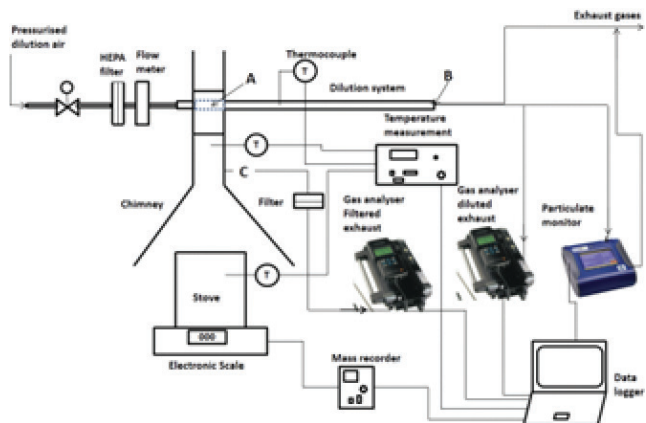 Pressurised
dilution air
HEPA
filter
Flow
meter
Thermocouple
T
A
Dilution system
B
Exhaust gases
T
Temperature
measurement
C
Chimney
Filter
Gas analyser
Filtered
exhaust
Gas analyser
diluted
exhaust
Particulate
monitor
T
Stove
000
Electronic Scale
Mass recorder
Data
logger